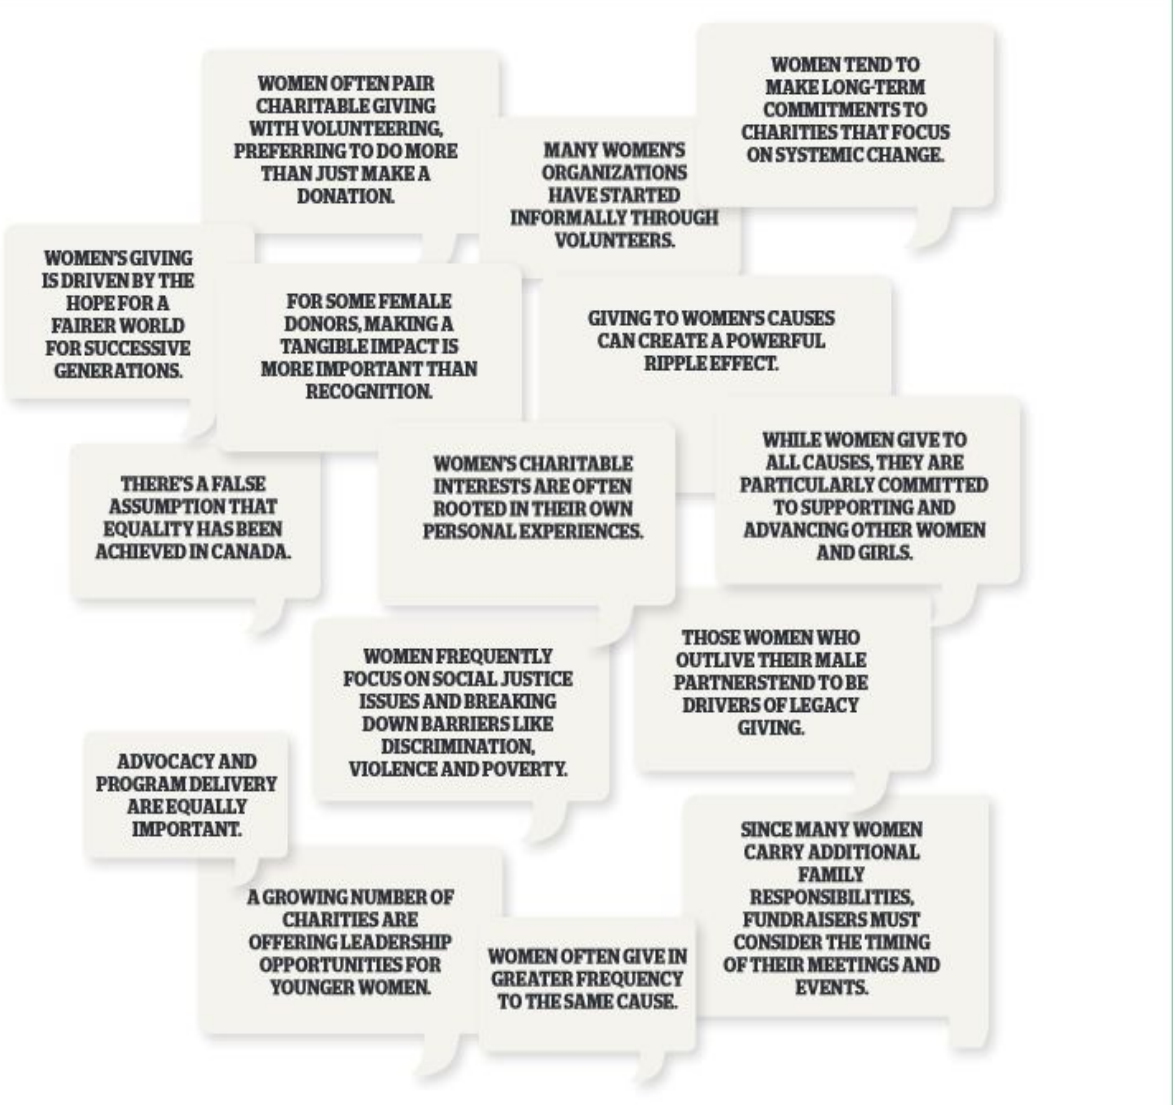 WOMEN OFTEN PAIR
CHARITABLE GIVING
WITH VOLUNTEERING,
PREFERRING TO DO MORE
THAN JUST MAKE A
DONATION.
MANY WOMEN'S
ORGANIZATIONS
HAVE STARTED
INFORMALLY THROUGH
VOLUNTEERS.
WOMEN TEND TO
MAKE LONG-TERM
COMMITMENTS TO
CHARITIES THAT FOCUS
ON SYSTEMIC CHANGE.
WOMEN'S GIVING
IS DRIVEN BY THE
HOPE FOR A
FAIRER WORLD
FOR SUCCESSIVE
GENERATIONS.
FOR SOME FEMALE
DONORS, MAKING A
TANGIBLE IMPACT IS
MORE IMPORTANT THAN
RECOGNITION.
GIVING TO WOMEN'S CAUSES
CAN CREATE A POWERFUL
RIPPLE EFFECT.
THERE'S A FALSE
ASSUMPTION THAT
EQUALITY HAS BEEN
ACHIEVED IN CANADA.
WOMEN'S CHARITABLE
INTERESTS ARE OFTEN
ROOTED IN THEIR OWN
PERSONAL EXPERIENCES.
WHILE WOMEN GIVE TO
ALL CAUSES, THEY ARE
PARTICULARLY COMMITTED
TO SUPPORTING AND
ADVANCING OTHER WOMEN
AND GIRLS.
WOMEN FREQUENTLY
FOCUS ON SOCIAL JUSTICE
ISSUES AND BREAKING
DOWN BARRIERS LIKE
DISCRIMINATION,
VIOLENCE AND POVERTY.
THOSE WOMEN WHO
OUTLIVE THEIR MALE
PARTNERSTEND TO BE
DRIVERS OF LEGACY
GIVING.
ADVOCACY AND
PROGRAM DELIVERY
ARE EQUALLY
IMPORTANT.
A GROWING NUMBER OF
CHARITIES ARE
OFFERING LEADERSHIP
OPPORTUNITIES FOR
YOUNGER WOMEN.
WOMEN OFTEN GIVE IN
GREATER FREQUENCY
TO THE SAME CAUSE.
SINCE MANY WOMEN
CARRY ADDITIONAL
FAMILY
RESPONSIBILITIES,
FUNDRAISERS MUST
CONSIDER THE TIMING
OF THEIR MEETINGS AND
EVENTS.